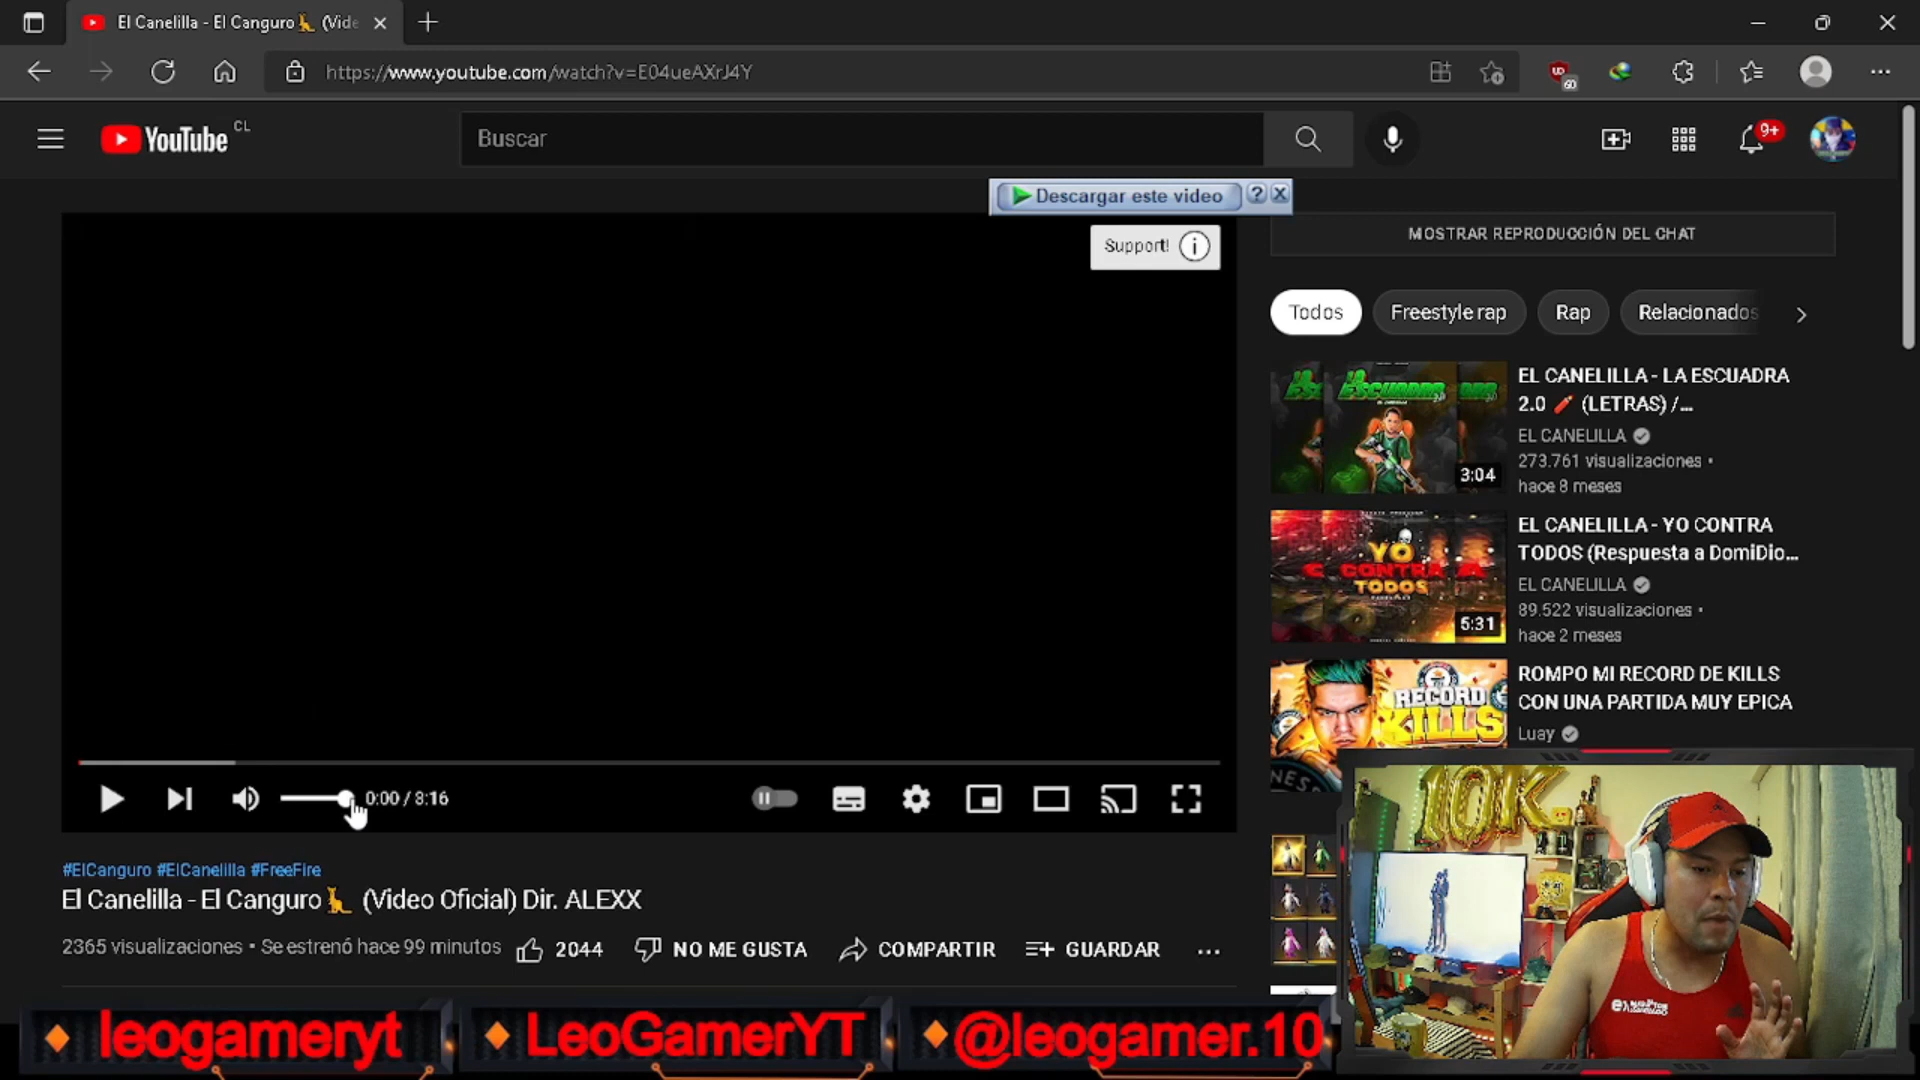 El Canelilla - El Canguro🦘 (Vide
https://www.youtube.com/watch?v=E04ueAXrJ4Y
60
YouTube CL
Buscar
9+
Descargar este video ?
Support!
MOSTRAR REPRODUCCIÓN DEL CHAT
Todos Freestyle rap Rap Relacionados
LA ESCUADRA
3:04
EL CANELILLA - LA ESCUADRA
2.0 🧨 (LETRAS) /...
EL CANELILLA
273.761 visualizaciones •
hace 8 meses
YO
CONTRA
TODOS
5:31
EL CANELILLA - YO CONTRA
TODOS (Respuesta a DomiDio...
EL CANELILLA
89.522 visualizaciones •
hace 2 meses
RECORD
KILLS
ROMPO MI RECORD DE KILLS
CON UNA PARTIDA MUY EPICA
Luay
0:00 / 3:16
#ElCanguro #ElCanelilla #FreeFire
El Canelilla - El Canguro🦘 (Video Oficial) Dir. ALEXX
2365 visualizaciones • Se estrenó hace 99 minutos 2044 NO ME GUSTA COMPARTIR GUARDAR ...
10K
leogameryt LeoGamerYT @leogamer.10